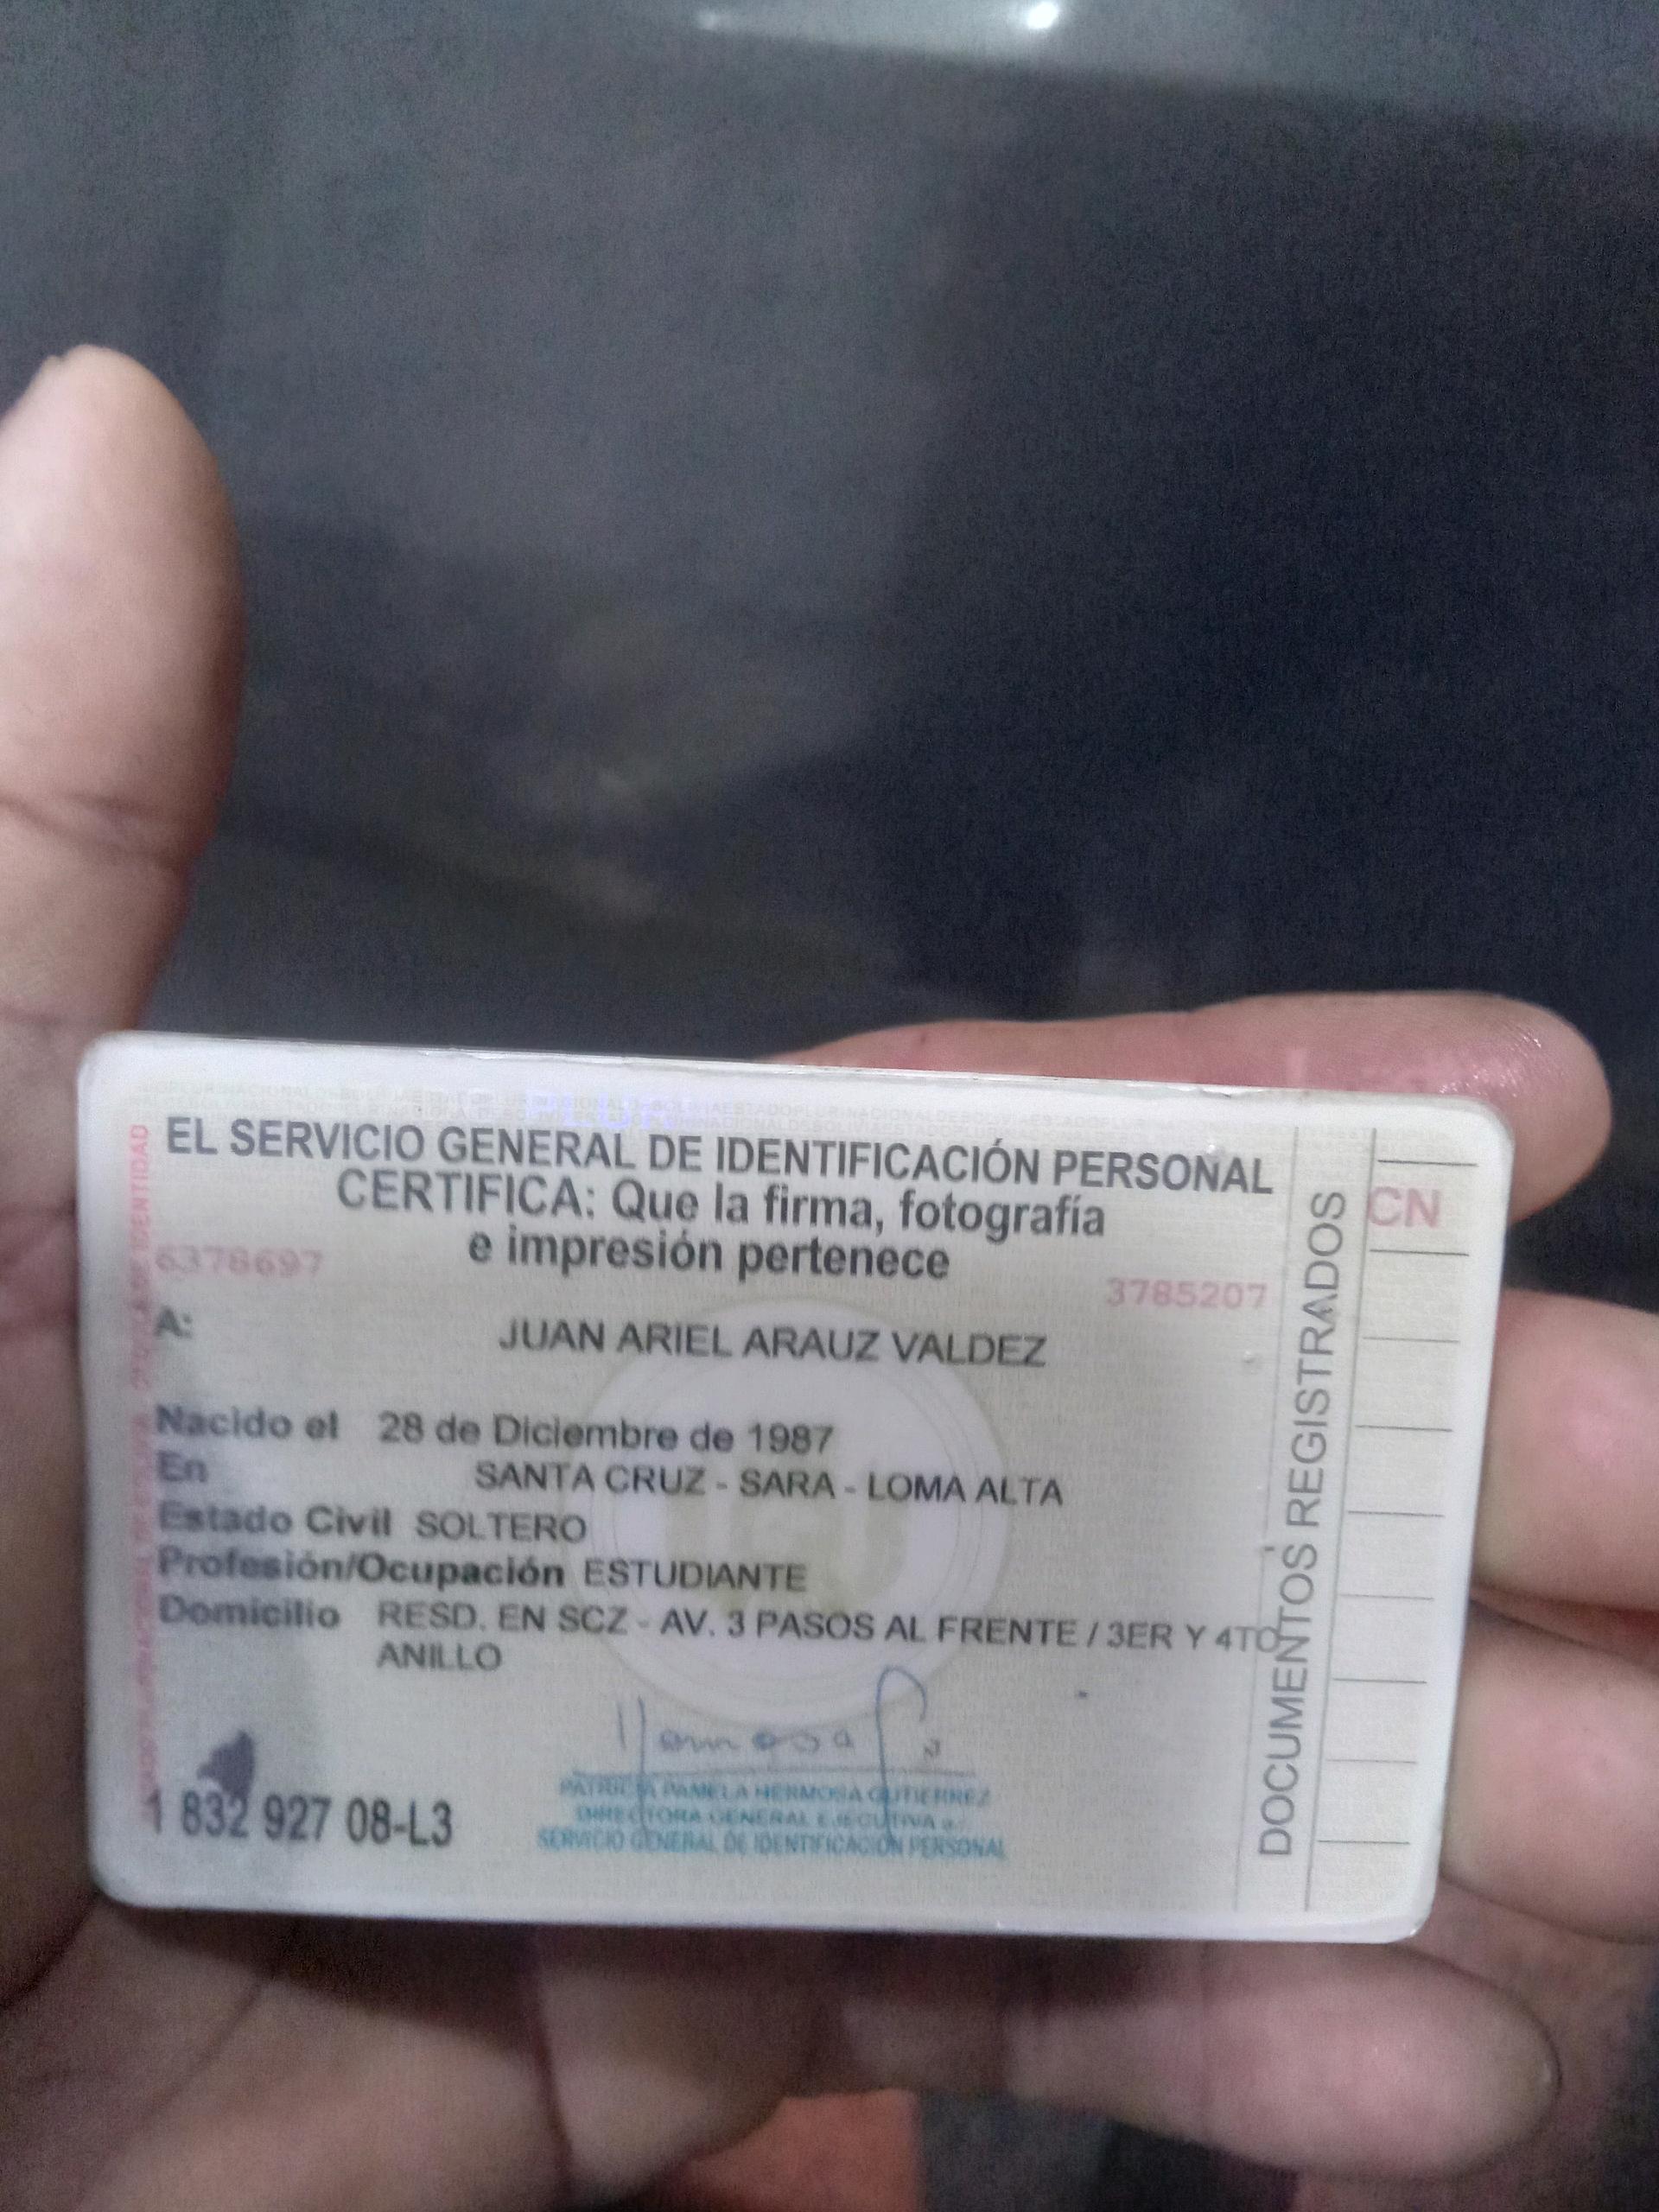 EL SERVICIO GENERAL DE IDENTIFICACIÓN PERSONAL
CERTIFICA: Que la firma, fotografía
e impresión pertenece
6378697
3785207
A: JUAN ARIEL ARAUZ VALDEZ
Nacido el 28 de Diciembre de 1987
En SANTA CRUZ - SARA - LOMA ALTA
Estado Civil SOLTERO
Profesión/Ocupación ESTUDIANTE
Domicilio RESD. EN SCZ - AV. 3 PASOS AL FRENTE / 3ER Y 4TO
ANILLO
Hermosa G
PATRICIA PAMELA HERMOSA GUTIERREZ
DIRECTORA GENERAL EJECUTIVA
SERVICIO GENERAL DE IDENTIFICACIÓN PERSONAL
1 832 927 08-L3
DOCUMENTOS REGISTRADOS
CN